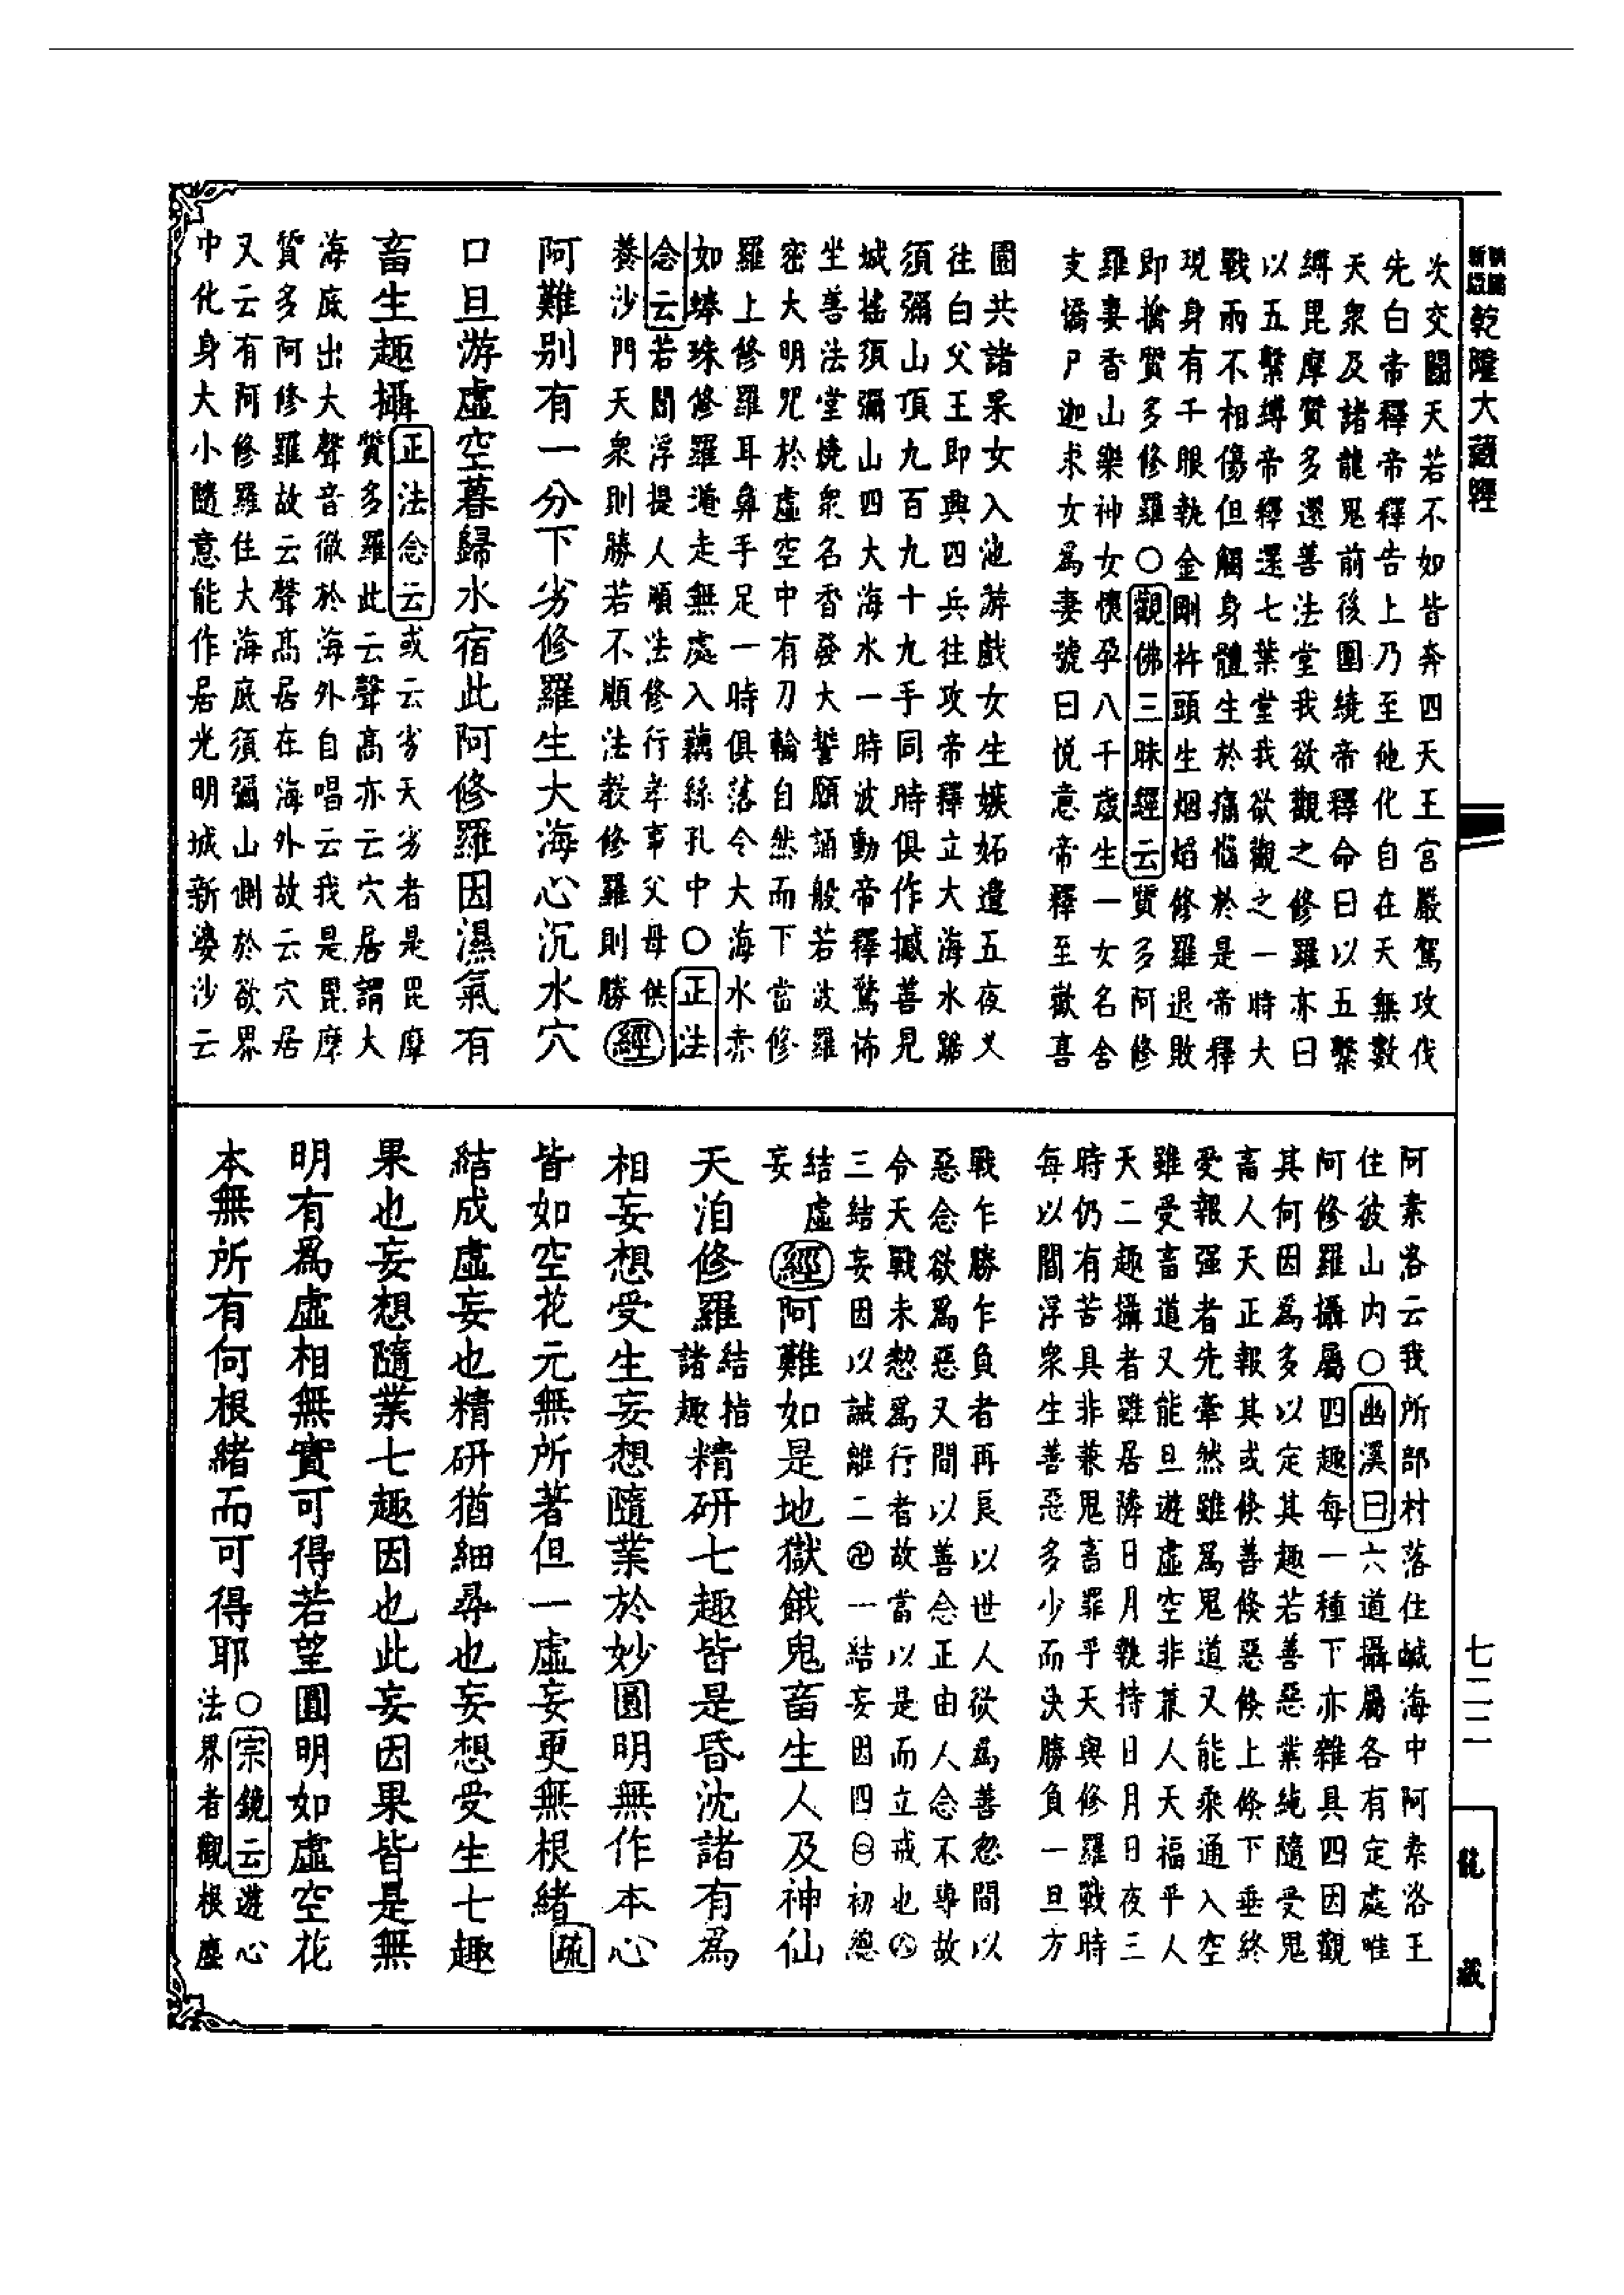 乾隆大藏經
次交鬪天若不如皆奔四天王宮嚴駕攻伐
先白帝釋帝釋告上乃至他化自在天無數
天衆及諸龍鬼前後圍繞帝釋命曰以五繫
縛毘摩質多還善法堂我欲觀之修羅亦曰
以五繫縛帝釋還七葉堂我欲觀之一時大
戰兩不相傷但觸身體生於痛惱於是帝釋
現身有千眼執金剛杵頭生烟焰修羅退敗
即擒質多修羅○觀佛三昧經云質多阿修
羅妻香山樂神女懷孕八千歲生一女名舍
支憍尸迦求女爲妻號曰悅意帝釋至歡喜
園共諸采女入池游戲女生嫉妬遣五夜叉
往白父王即與四兵往攻帝釋立大海水踞
須彌山頂九百九十九手同時俱作撼善見
城搖須彌山四大海水一時波動帝釋驚怖
坐善法堂燒衆名香發大誓願誦般若波羅
密大明咒於虛空中有刀輪自然而下當修
羅上修羅耳鼻手足一時俱落令大海水赤
如蜯珠修羅遁走無處入藕絲孔中○正法
念云若閻浮提人順法修行孝事父母供
養沙門天衆則勝若不順法教修羅則勝經
阿難别有一分下劣修羅生大海心沉水穴
口旦游虛空暮歸水宿此阿修羅因濕氣有
畜生趣攝正法念云或云劣天劣者是毘摩
質多羅此云聲高亦云穴居謂大
海底出大聲音徹於海外自唱云我是毘摩
質多阿修羅故云聲高居在海外故云穴居
又云有阿修羅住大海底須彌山側於欲界
中化身大小隨意能作居光明城新婆沙云
阿素洛云我所部村落住鹹海中阿素洛王
住彼山内○幽溪曰六道攝屬各有定處唯
阿修羅攝屬四趣每一種下亦雜具四因觀
其何因爲多以定其趣若善惡業純隨受鬼
畜人天正報其或倐善倐惡倐上倐下垂終
受報强者先牽然雖爲鬼道又能乘通入空
雖受畜道又能旦遊虛空非兼人天福乎人
天二趣攝者雖居隣日月執持日月日夜三
時仍有苦具非兼鬼畜罪乎天與修羅戰時
每以閻浮衆生善惡多少而決勝負一旦方
戰乍勝乍負者再良以世人欲爲善忽間以
惡念欲爲惡又間以善念正由人念不專故
令天戰未憗爲行者故當以是而立戒也
三結妄因以誡離二卍一結妄因四㊀初總
結虛
妄
經阿難如是地獄餓鬼畜生人及神仙
天洎修羅結指諸趣精研七趣皆是昏沈諸有爲
相妄想受生妄想隨業於妙圓明無作本心
皆如空花元無所著但一虛妄更無根緒疏
結成虛妄也精研猶細尋也妄想受生七趣
果也妄想隨業七趣因也此妄因果皆是無
明有爲虛相無實可得若望圓明如虛空花
本無所有何根緒而可得耶○宗鏡云遊心
法界者觀根塵
七二二
龍藏